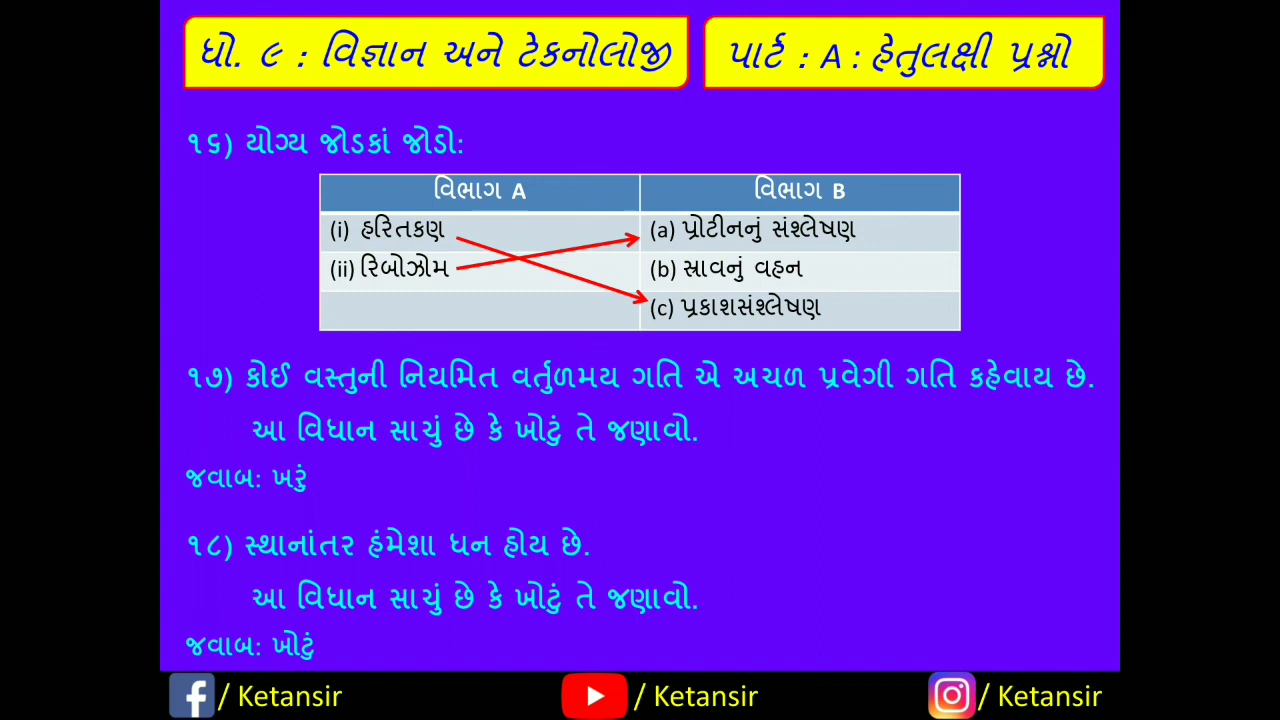 ધો. ૯ : વિજ્ઞાન અને ટેકનોલોજી
પાર્ટ : A : હેતુલક્ષી પ્રશ્નો
૧૬) યોગ્ય જોડકાં જોડો:
વિભાગ A વિભાગ B
(i) હરિતકણ (a) પ્રોટીનનું સંશ્લેષણ
(ii) રિબોઝોમ (b) સ્રાવનું વહન
(c) પ્રકાશસંશ્લેષણ
૧૭) કોઈ વસ્તુની નિયમિત વર્તુળમય ગતિ એ અચળ પ્રવેગી ગતિ કહેવાય છે.
આ વિધાન સાચું છે કે ખોટું તે જણાવો.
જવાબ: ખરું
૧૮) સ્થાનાંતર હંમેશા ધન હોય છે.
આ વિધાન સાચું છે કે ખોટું તે જણાવો.
જવાબ: ખોટું
/ Ketansir / Ketansir / Ketansir